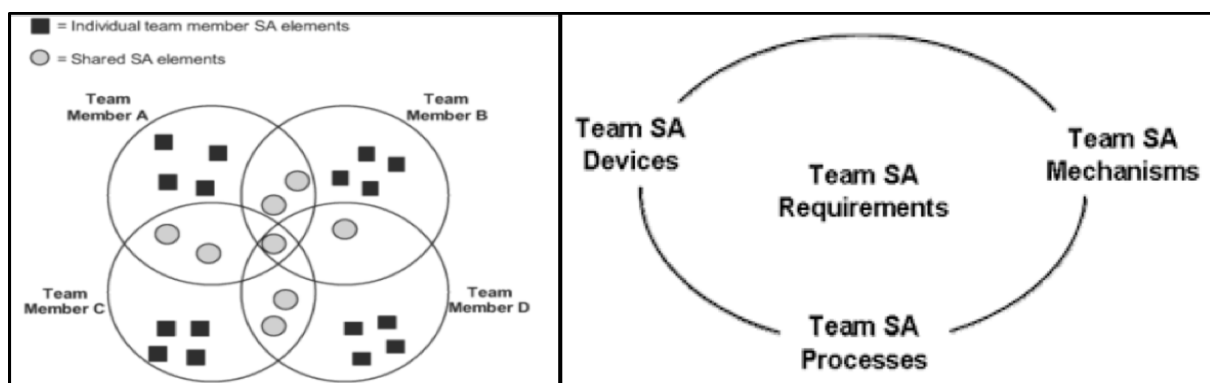 = Individual team member SA elements
= Shared SA elements
Team
Member A
Team
Member B
Team
Member C
Team
Member D
Team SA
Devices
Team SA
Requirements
Team SA
Mechanisms
Team SA
Processes